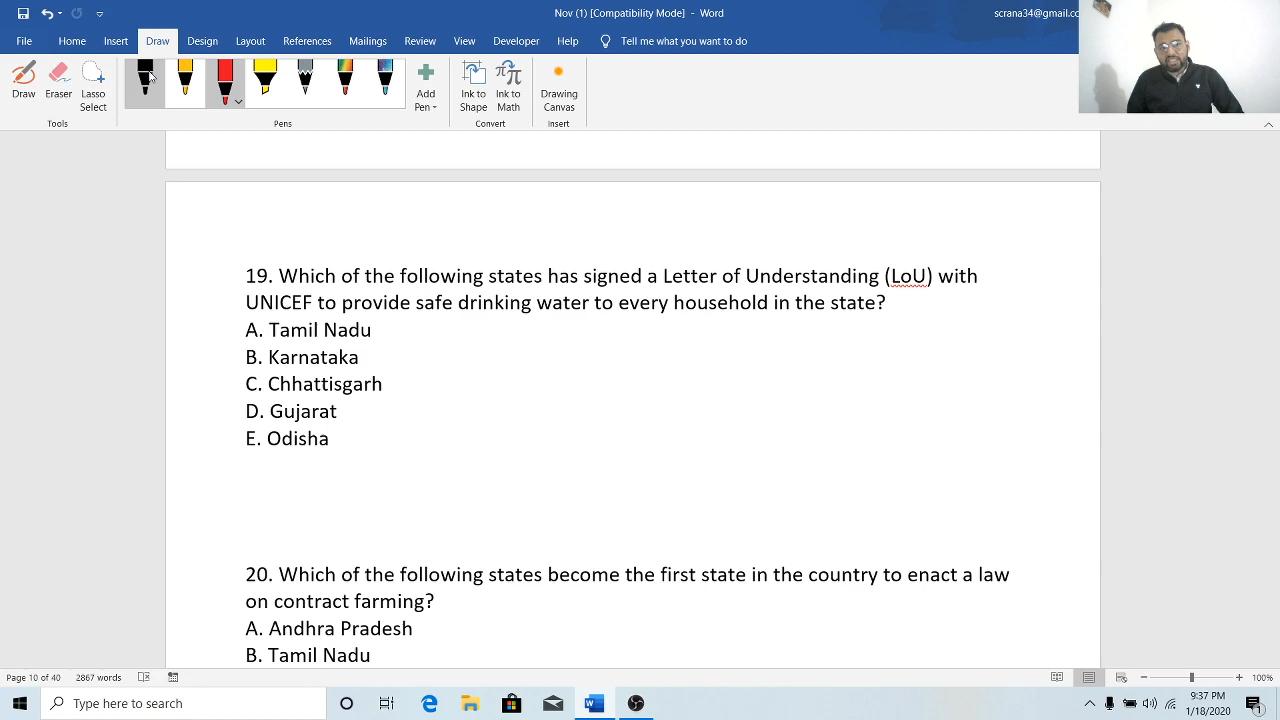 Nov (1) [Compatibility Mode] - Word
scrana34@gmail.co
File Home Insert Draw Design Layout References Mailings Review View Developer Help Tell me what you want to do
Draw Eraser Lasso Select Add Pen Ink to Shape Ink to Math Drawing Canvas
Tools Pens Convert Insert
19. Which of the following states has signed a Letter of Understanding (LoU) with
UNICEF to provide safe drinking water to every household in the state?
A. Tamil Nadu
B. Karnataka
C. Chhattisgarh
D. Gujarat
E. Odisha
20. Which of the following states become the first state in the country to enact a law
on contract farming?
A. Andhra Pradesh
B. Tamil Nadu
Page 10 of 40 2867 words 100%
Type here to search
9:37 PM
1/18/2020